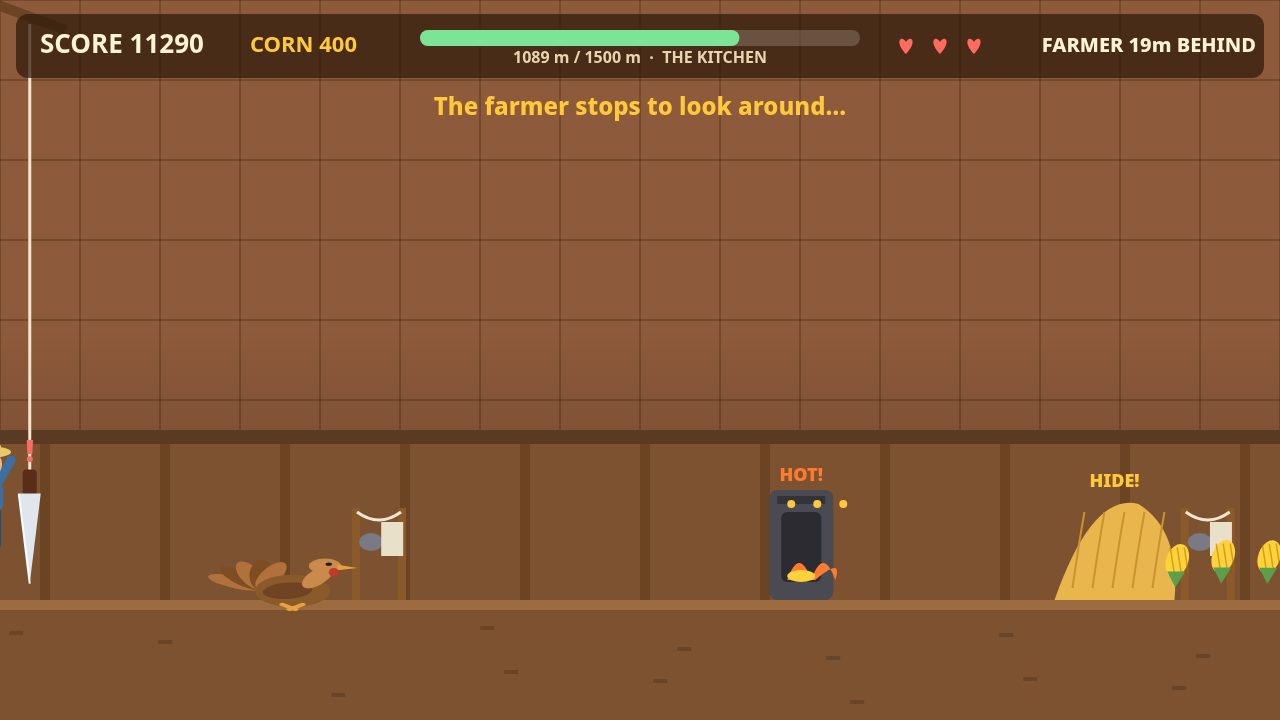 SCORE 11290
CORN 400
1089 m / 1500 m · THE KITCHEN
FARMER 19m BEHIND
The farmer stops to look around...
HOT!
HIDE!